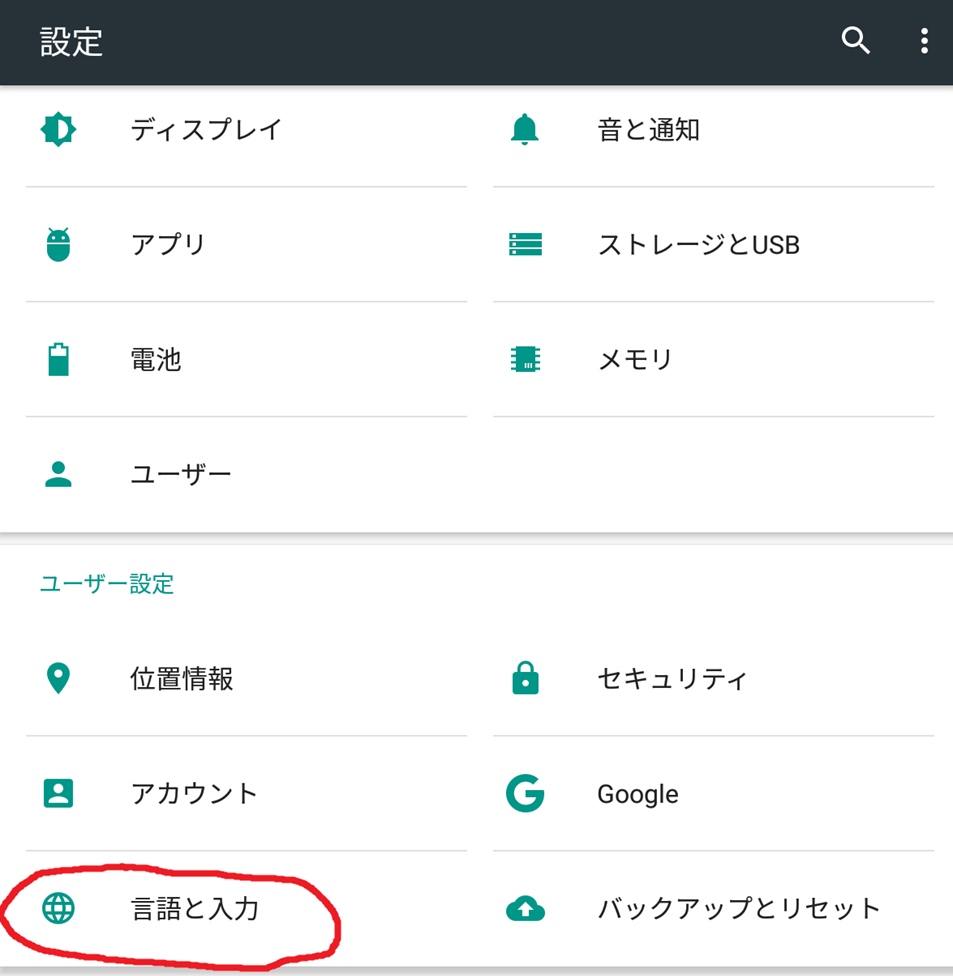 設定
ディスプレイ
音と通知
アプリ
ストレージとUSB
電池
メモリ
ユーザー
ユーザー設定
位置情報
セキュリティ
アカウント
Google
言語と入力
バックアップとリセット